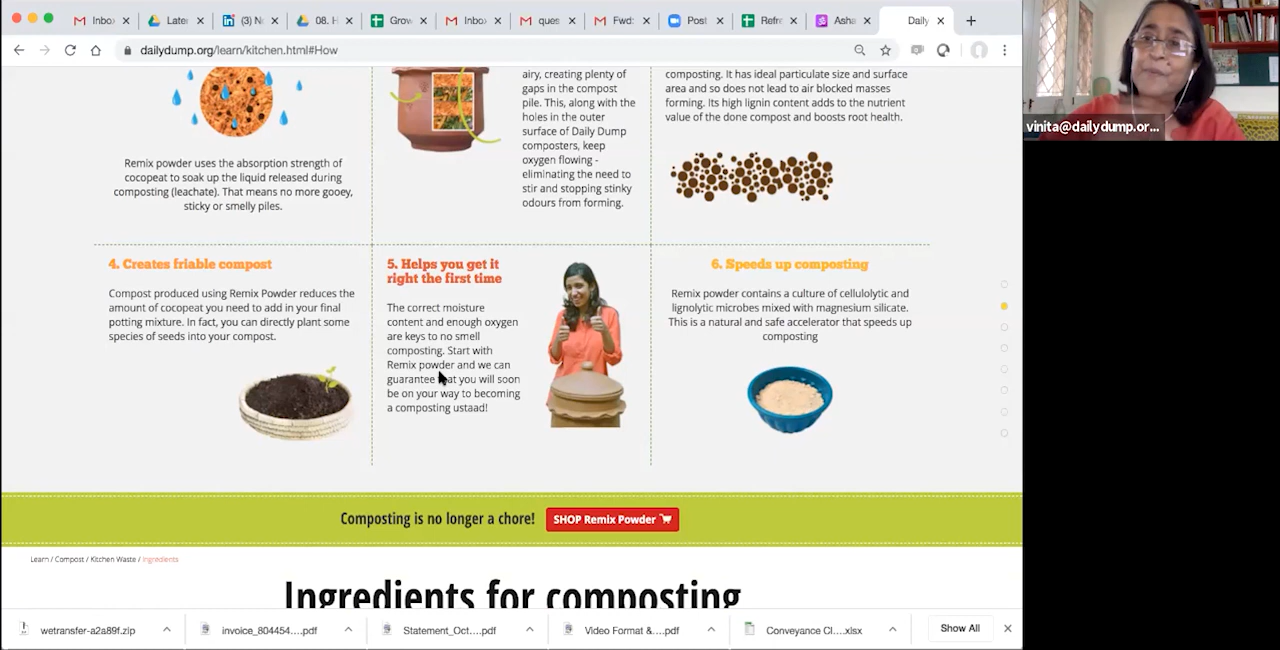 Inbox
Later
(3) N
08. H
Grov
Inbox
ques
Fwd:
Post
Refr
Asha
Daily
dailydump.org/learn/kitchen.html#How
vinita@dailydump.or...
Remix powder uses the absorption strength of
cocopeat to soak up the liquid released during
composting (leachate). That means no more gooey,
sticky or smelly piles.
airy, creating plenty of
gaps in the compost
pile. This, along with the
holes in the outer
surface of Daily Dump
composters, keep
oxygen flowing -
eliminating the need to
stir and stopping stinky
odours from forming.
composting. It has ideal particulate size and surface
area and so does not lead to air blocked masses
forming. Its high lignin content adds to the nutrient
value of the done compost and boosts root health.
4. Creates friable compost
Compost produced using Remix Powder reduces the
amount of cocopeat you need to add in your final
potting mixture. In fact, you can directly plant some
species of seeds into your compost.
5. Helps you get it
right the first time
The correct moisture
content and enough oxygen
are keys to no smell
composting. Start with
Remix powder and we can
guarantee that you will soon
be on your way to becoming
a composting ustaad!
6. Speeds up composting
Remix powder contains a culture of cellulolytic and
lignolytic microbes mixed with magnesium silicate.
This is a natural and safe accelerator that speeds up
composting
Composting is no longer a chore!
SHOP Remix Powder
Learn / Compost / Kitchen Waste / Ingredients
Ingredients for composting
wetransfer-a2a89f.zip
invoice_804454....pdf
Statement_Oct....pdf
Video Format &....pdf
Conveyance Cl....xlsx
Show All